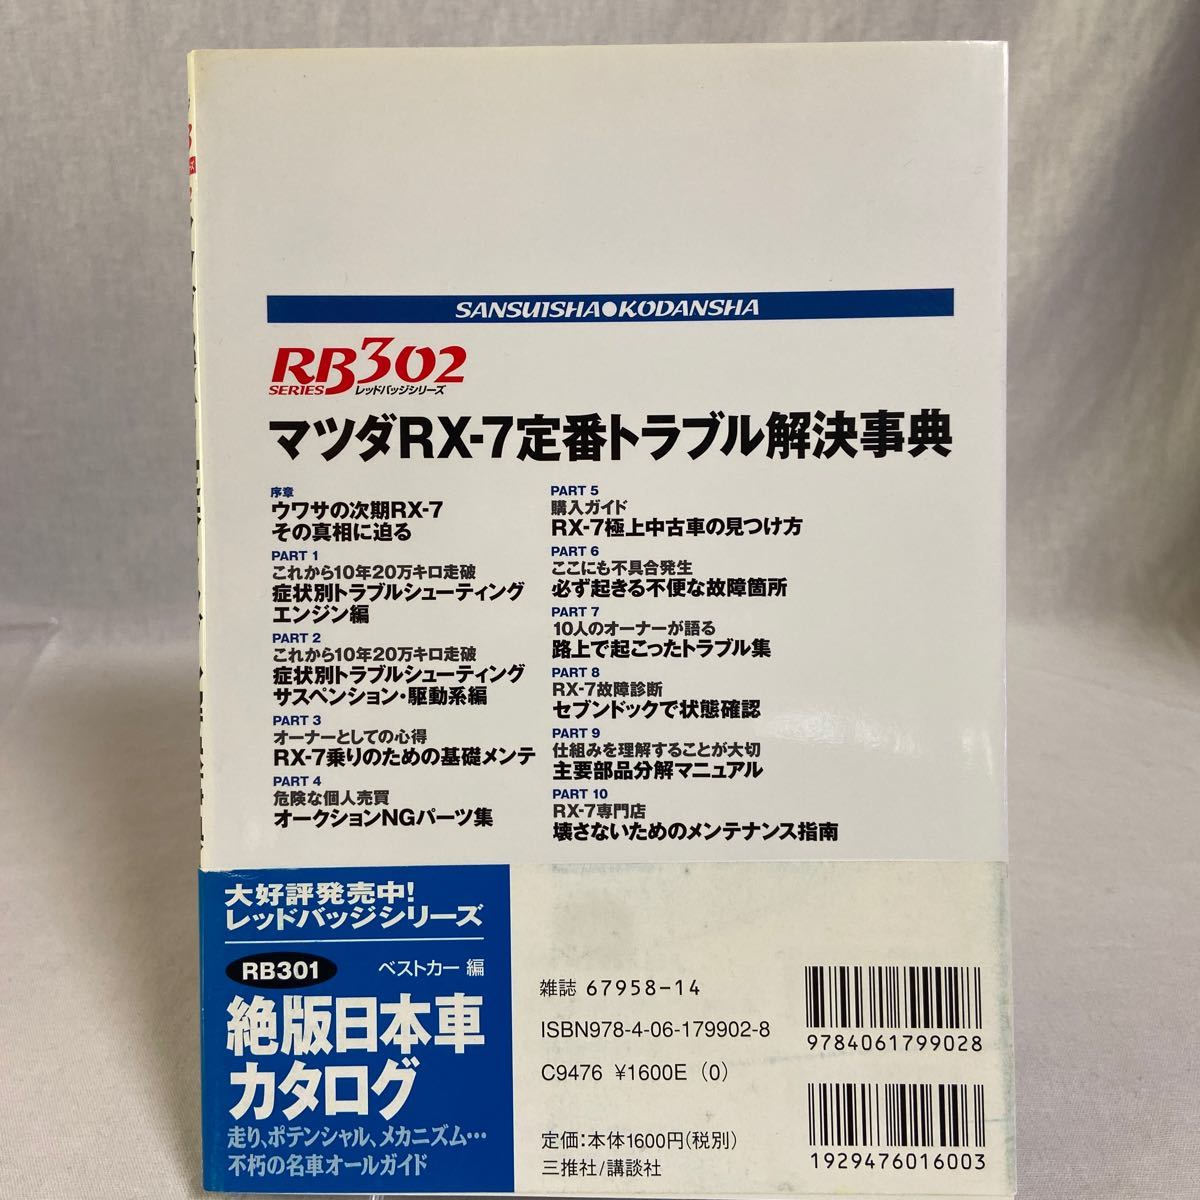 SANSUISHA●KODANSHA
RB302
SERIES レッドバッジシリーズ
マツダRX-7定番トラブル解決事典
序章
ウワサの次期RX-7
その真相に迫る
PART 1
これから10年20万キロ走破
症状別トラブルシューティング
エンジン編
PART 2
これから10年20万キロ走破
症状別トラブルシューティング
サスペンション・駆動系編
PART 3
オーナーとしての心得
RX-7乗りのための基礎メンテ
PART 4
危険な個人売買
オークションNGパーツ集
PART 5
購入ガイド
RX-7極上中古車の見つけ方
PART 6
ここにも不具合発生
必ず起きる不便な故障箇所
PART 7
10人のオーナーが語る
路上で起こったトラブル集
PART 8
RX-7故障診断
セブンドックで状態確認
PART 9
仕組みを理解することが大切
主要部品分解マニュアル
PART 10
RX-7専門店
壊さないためのメンテナンス指南
大好評発売中!
レッドバッジシリーズ
RB301 ベストカー 編
絶版日本車
カタログ
走り、ポテンシャル、メカニズム…
不朽の名車オールガイド
雑誌 67958-14
ISBN978-4-06-179902-8
C9476 ¥1600E (0)
定価:本体1600円(税別)
三推社/講談社
9784061799028
1929476016003